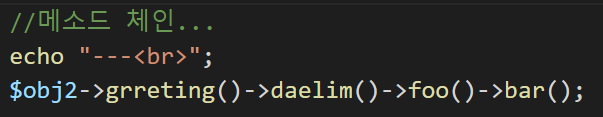 //메소드 체인...
echo "---<br>";
$obj2->grreting()->daelim()->foo()->bar();